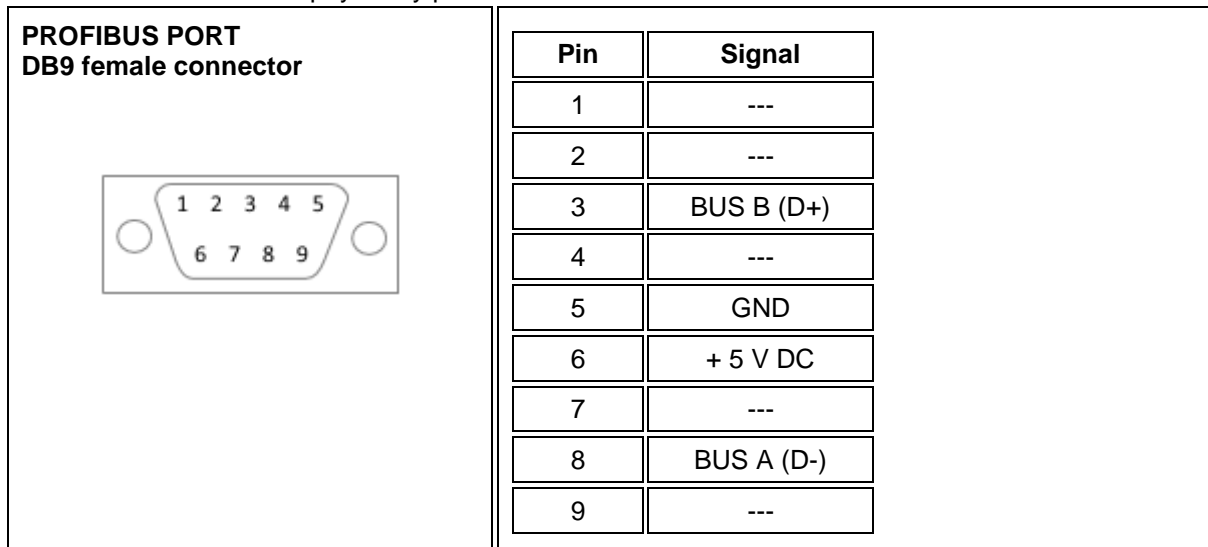 PROFIBUS PORT
DB9 female connector
1 2 3 4 5
6 7 8 9
Pin Signal
1 ---
2 ---
3 BUS B (D+)
4 ---
5 GND
6 + 5 V DC
7 ---
8 BUS A (D-)
9 ---